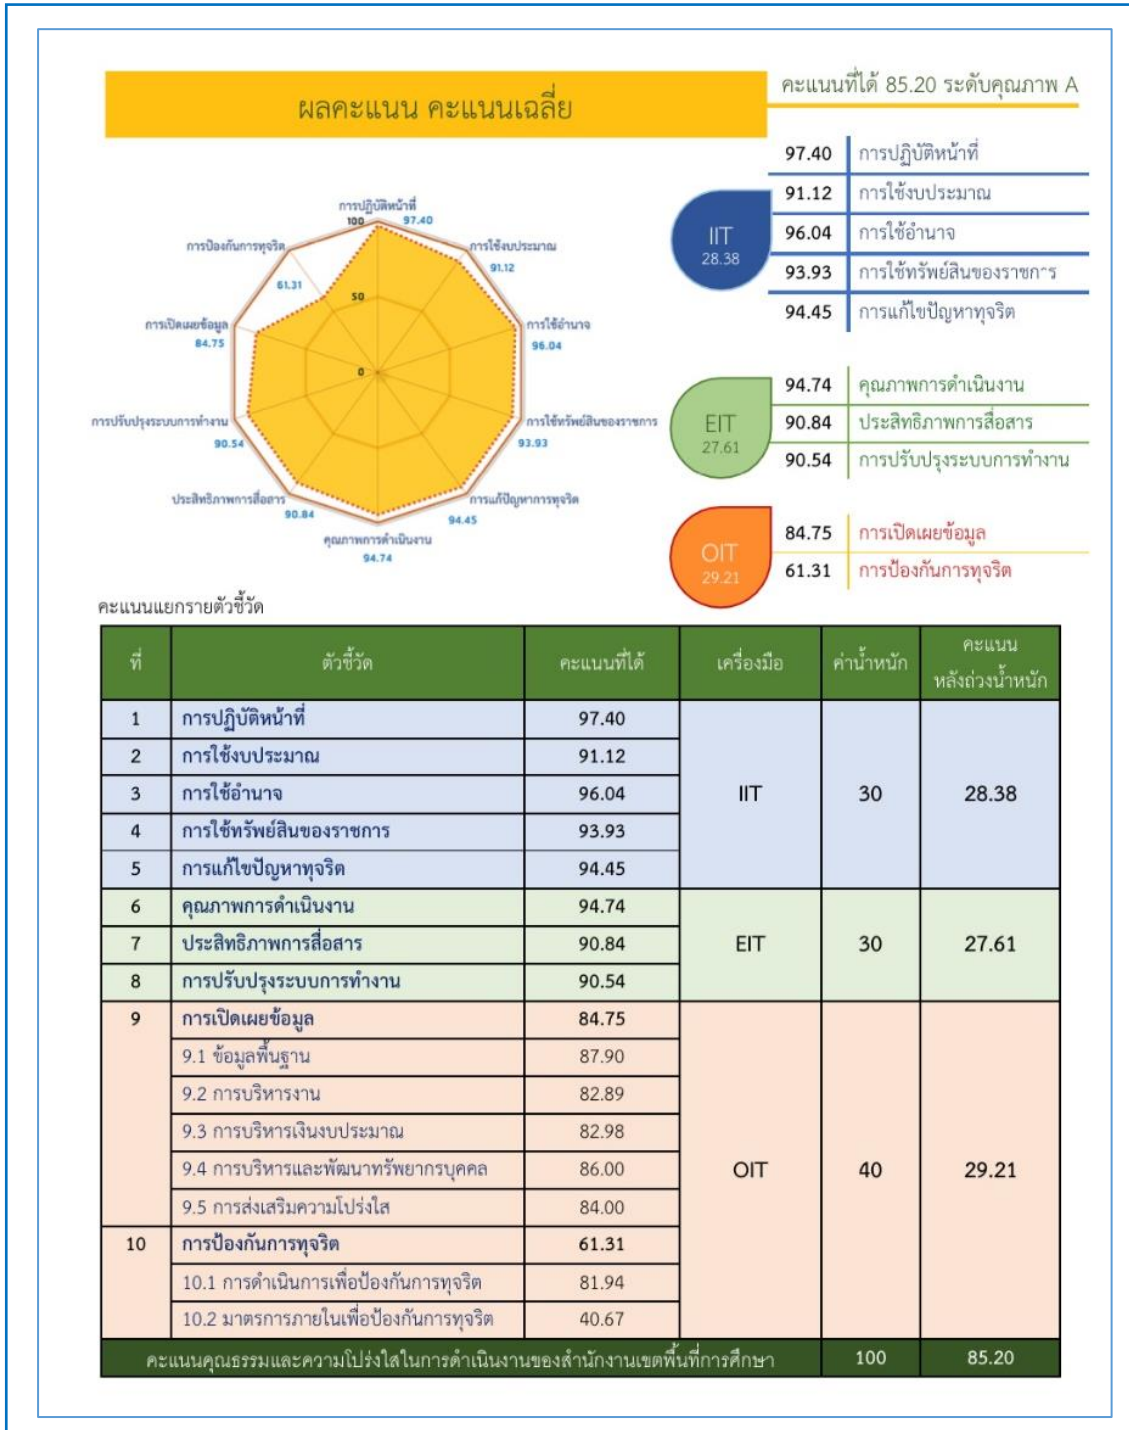 ผลคะแนน คะแนนเฉลี่ย
คะแนนที่ได้ 85.20 ระดับคุณภาพ A
การปฏิบัติหน้าที่
100 97.40
การป้องกันการทุจริต
61.31
การใช้งบประมาณ
91.12
50
การเปิดเผยข้อมูล
84.75
การใช้อำนาจ
96.04
0
การปรับปรุงระบบการทำงาน
90.54
การใช้ทรัพย์สินของราชการ
93.93
ประสิทธิภาพการสื่อสาร
90.84
การแก้ปัญหาการทุจริต
94.45
คุณภาพการดำเนินงาน
94.74
IIT
28.38
97.40 การปฏิบัติหน้าที่
91.12 การใช้งบประมาณ
96.04 การใช้อำนาจ
93.93 การใช้ทรัพย์สินของราชการ
94.45 การแก้ไขปัญหาทุจริต
EIT
27.61
94.74 คุณภาพการดำเนินงาน
90.84 ประสิทธิภาพการสื่อสาร
90.54 การปรับปรุงระบบการทำงาน
OIT
29.21
84.75 การเปิดเผยข้อมูล
61.31 การป้องกันการทุจริต
คะแนนแยกรายตัวชี้วัด
ที่ ตัวชี้วัด คะแนนที่ได้ เครื่องมือ ค่าน้ำหนัก คะแนน
หลังถ่วงน้ำหนัก
1 การปฏิบัติหน้าที่ 97.40
2 การใช้งบประมาณ 91.12
3 การใช้อำนาจ 96.04 IIT 30 28.38
4 การใช้ทรัพย์สินของราชการ 93.93
5 การแก้ไขปัญหาทุจริต 94.45
6 คุณภาพการดำเนินงาน 94.74
7 ประสิทธิภาพการสื่อสาร 90.84 EIT 30 27.61
8 การปรับปรุงระบบการทำงาน 90.54
9 การเปิดเผยข้อมูล 84.75
9.1 ข้อมูลพื้นฐาน 87.90
9.2 การบริหารงาน 82.89
9.3 การบริหารเงินงบประมาณ 82.98
9.4 การบริหารและพัฒนาทรัพยากรบุคคล 86.00 OIT 40 29.21
9.5 การส่งเสริมความโปร่งใส 84.00
10 การป้องกันการทุจริต 61.31
10.1 การดำเนินการเพื่อป้องกันการทุจริต 81.94
10.2 มาตรการภายในเพื่อป้องกันการทุจริต 40.67
คะแนนคุณธรรมและความโปร่งใสในการดำเนินงานของสำนักงานเขตพื้นที่การศึกษา 100 85.20